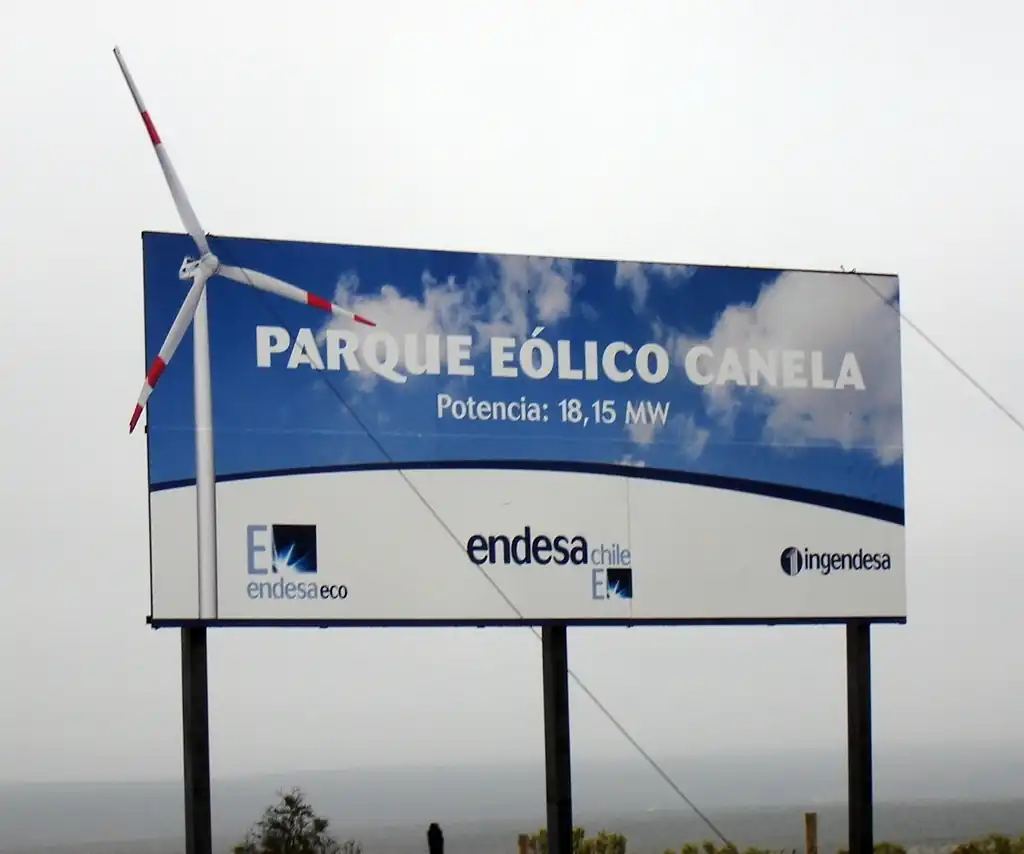 PARQUE EÓLICO CANELA
Potencia: 18,15 MW
E
endesa eco
endesa chile
E
ingendesa